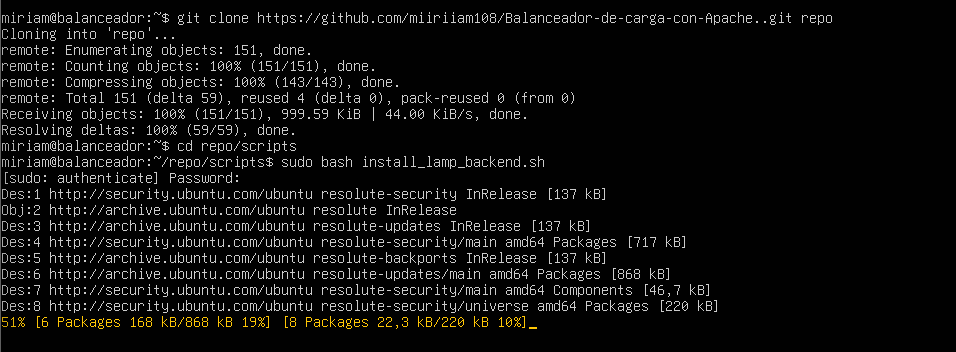 miriam@balanceador:~$ git clone https://github.com/miiriiam108/Balanceador-de-carga-con-Apache..git repo
Cloning into 'repo'...
remote: Enumerating objects: 151, done.
remote: Counting objects: 100% (151/151), done.
remote: Compressing objects: 100% (143/143), done.
remote: Total 151 (delta 59), reused 4 (delta 0), pack-reused 0 (from 0)
Receiving objects: 100% (151/151), 999.59 KiB | 44.00 KiB/s, done.
Resolving deltas: 100% (59/59), done.
miriam@balanceador:~$ cd repo/scripts
miriam@balanceador:~/repo/scripts$ sudo bash install_lamp_backend.sh
[sudo: authenticate] Password:
Des:1 http://security.ubuntu.com/ubuntu resolute-security InRelease [137 kB]
Obj:2 http://archive.ubuntu.com/ubuntu resolute InRelease
Des:3 http://archive.ubuntu.com/ubuntu resolute-updates InRelease [137 kB]
Des:4 http://security.ubuntu.com/ubuntu resolute-security/main amd64 Packages [717 kB]
Des:5 http://archive.ubuntu.com/ubuntu resolute-backports InRelease [137 kB]
Des:6 http://archive.ubuntu.com/ubuntu resolute-updates/main amd64 Packages [868 kB]
Des:7 http://security.ubuntu.com/ubuntu resolute-security/main amd64 Components [46,7 kB]
Des:8 http://security.ubuntu.com/ubuntu resolute-security/universe amd64 Packages [220 kB]
51% [6 Packages 168 kB/868 kB 19%] [8 Packages 22,3 kB/220 kB 10%]_